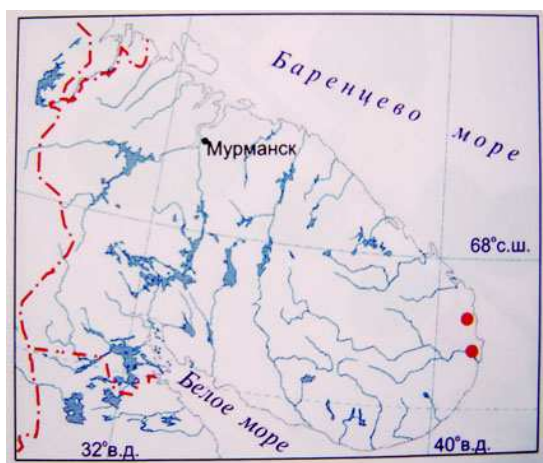 Баренцево море
Мурманск
68°с.ш.
Белое море
32°в.д.
40°в.д.